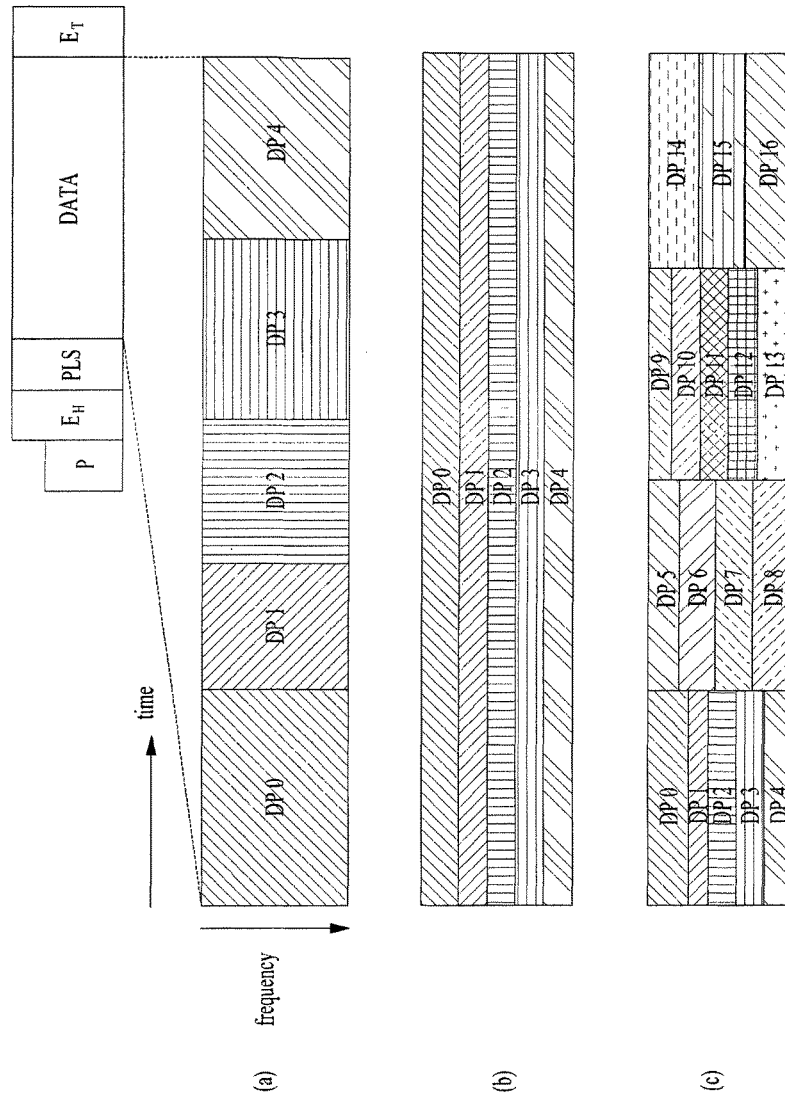 P
E_H
PLS
DATA
E_T
time
frequency
(a)
DP 0
DP 1
DP 2
DP 3
DP 4
(b)
DP 0
DP 1
DP 2
DP 3
DP 4
(c)
DP 0
DP 1
DP 2
DP 3
DP 4
DP 5
DP 6
DP 7
DP 8
DP 9
DP 10
DP 11
DP 12
DP 13
DP 14
DP 15
DP 16